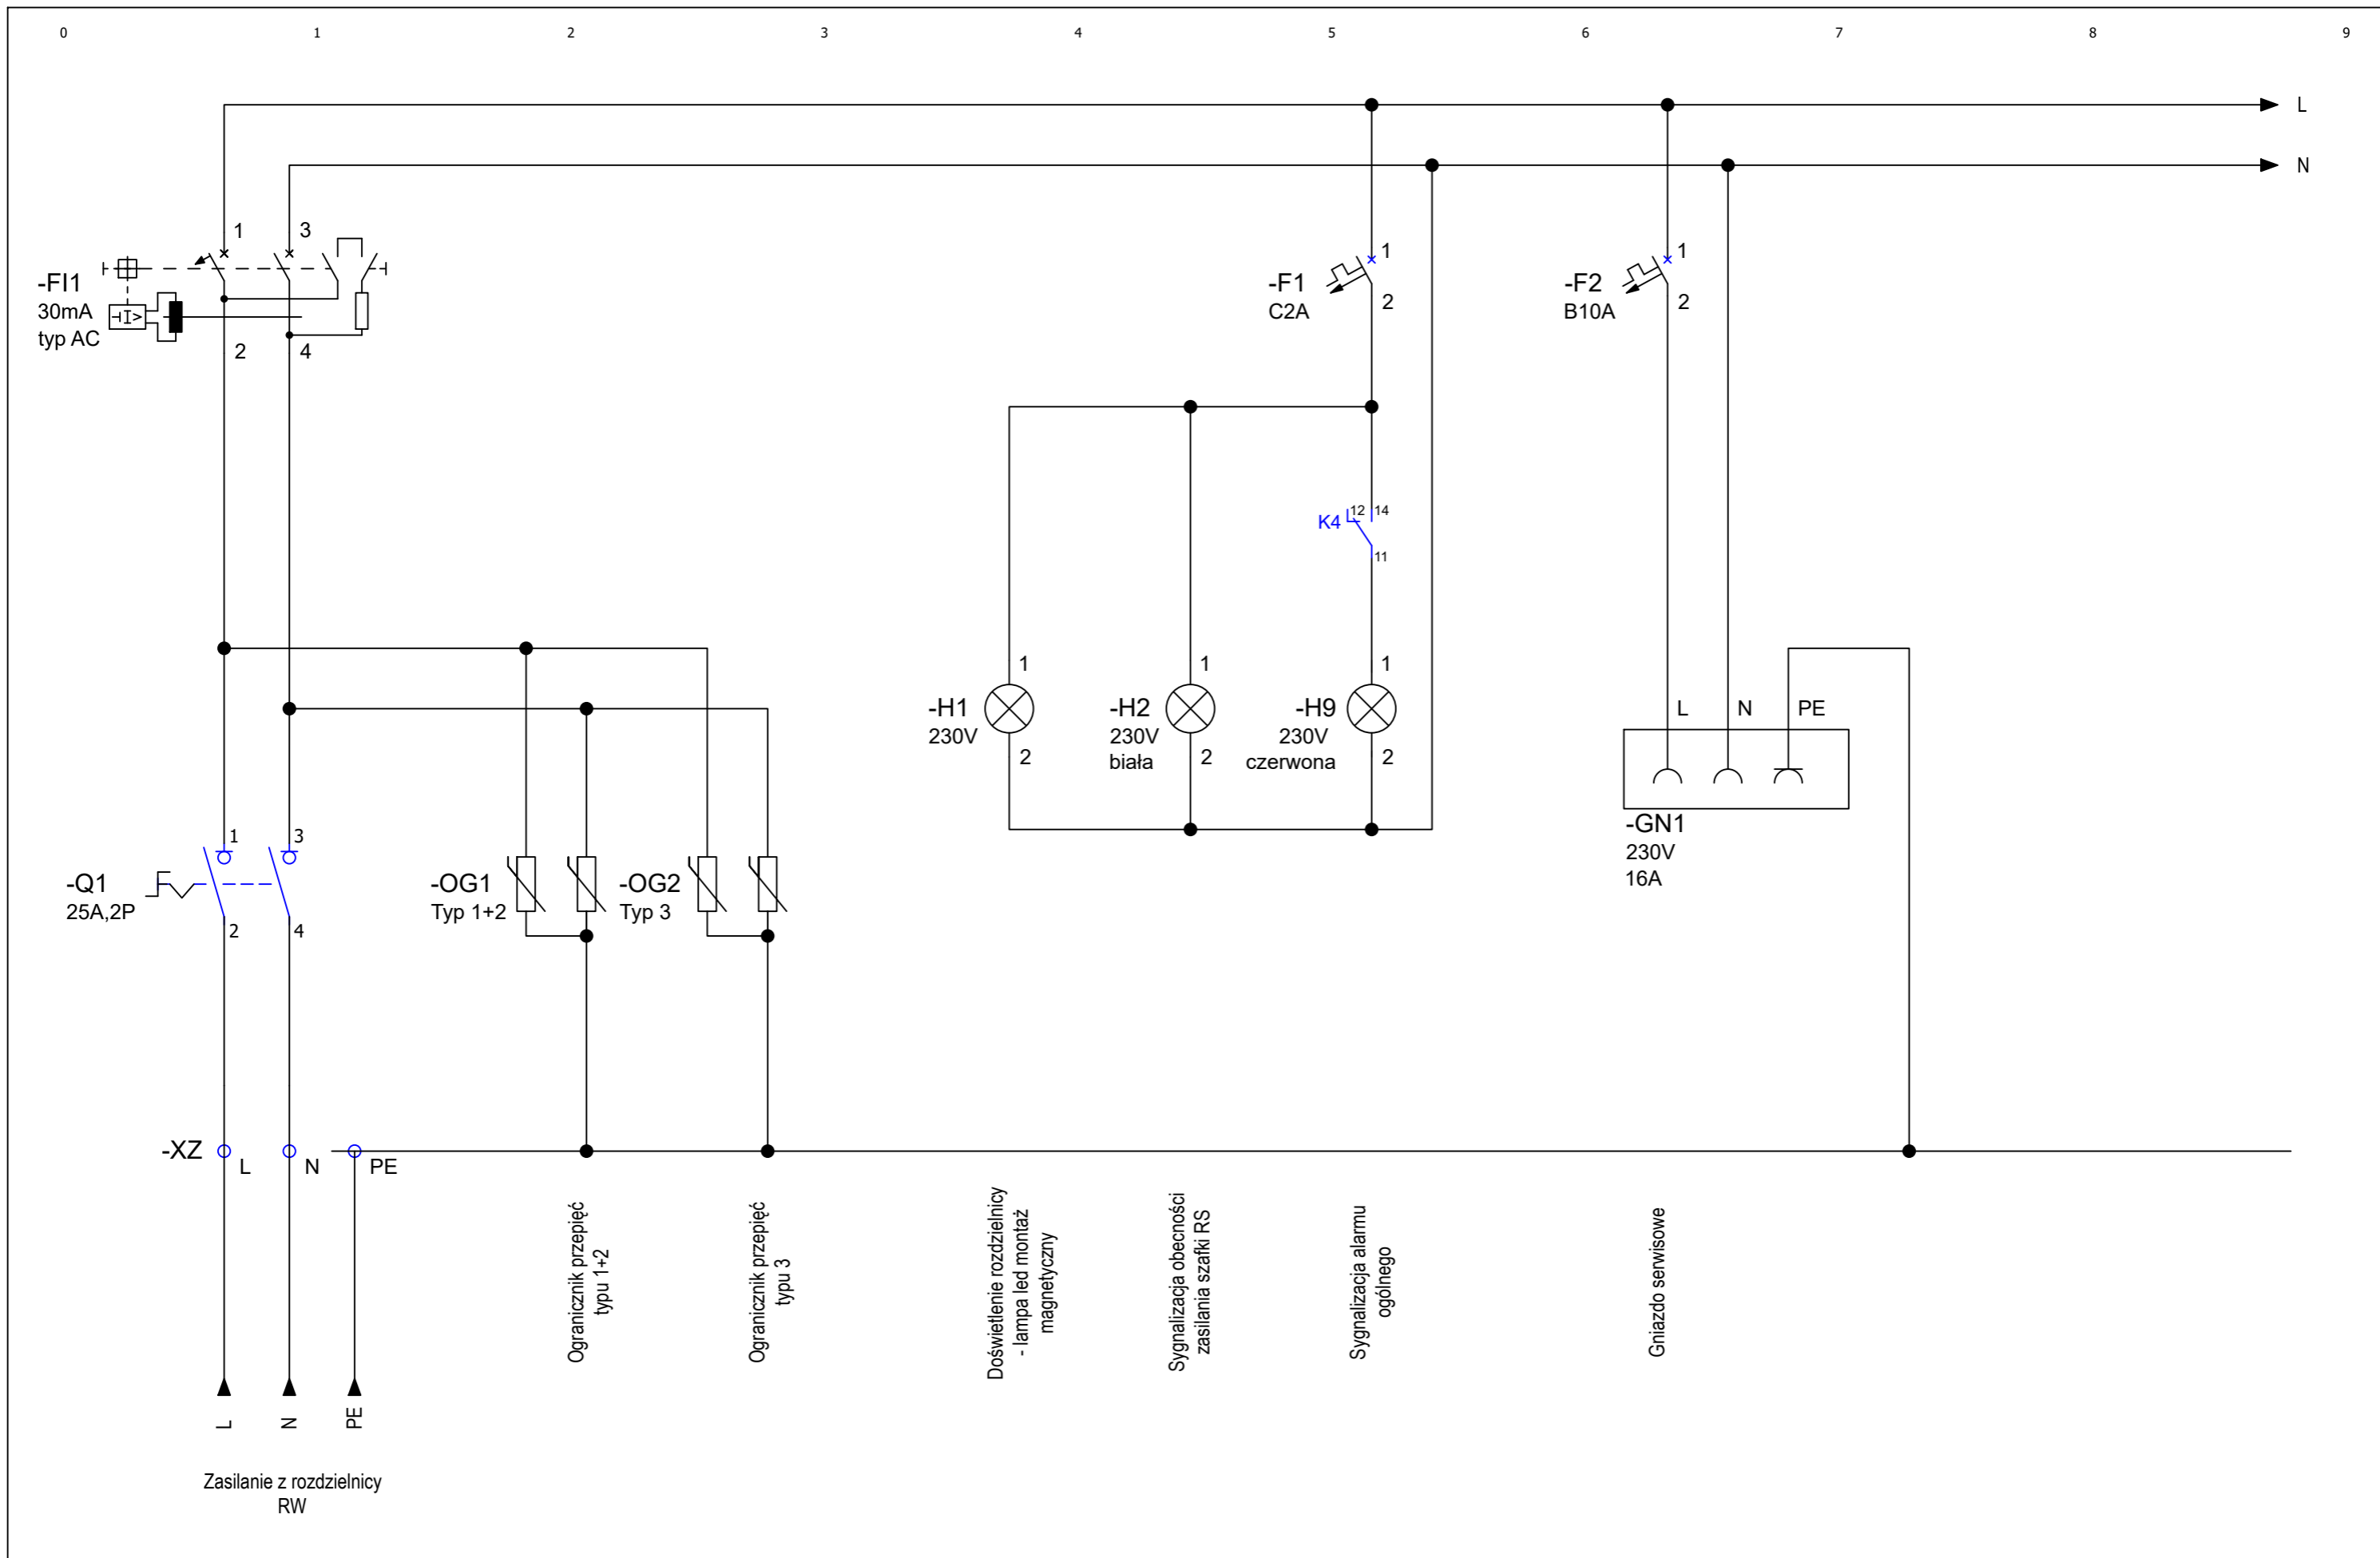 0 1 2 3 4 5 6 7 8 9
L
N
1 3
-FI1
30mA
typ AC
2 4
-F1
C2A
1
2
-F2
B10A
1
2
K4
12 14
11
-H1
230V
1
2
-H2
230V
biała
1
2
-H9
230V
czerwona
1
2
L N PE
-GN1
230V
16A
-Q1
25A,2P
1 3
2 4
-OG1
Typ 1+2
-OG2
Typ 3
-XZ
L N PE
Ogranicznik przepięć
typu 1+2
Ogranicznik przepięć
typu 3
Doświetlenie rozdzielnicy
- lampa led montaż
magnetyczny
Sygnalizacja obecności
zasilania szafki RS
Sygnalizacja alarmu
ogólnego
Gniazdo serwisowe
L N PE
Zasilanie z rozdzielnicy
RW